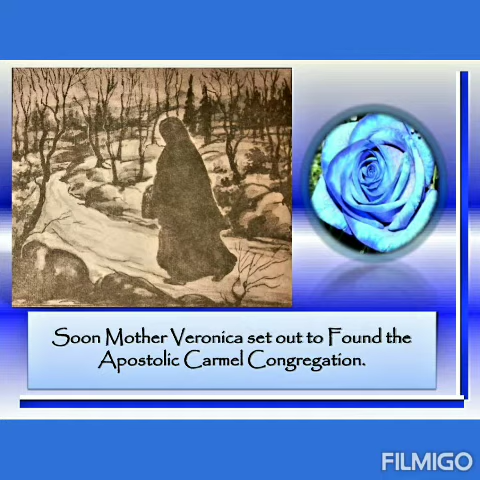 Soon Mother Veronica set out to Found the
Apostolic Carmel Congregation.
FILMIGO